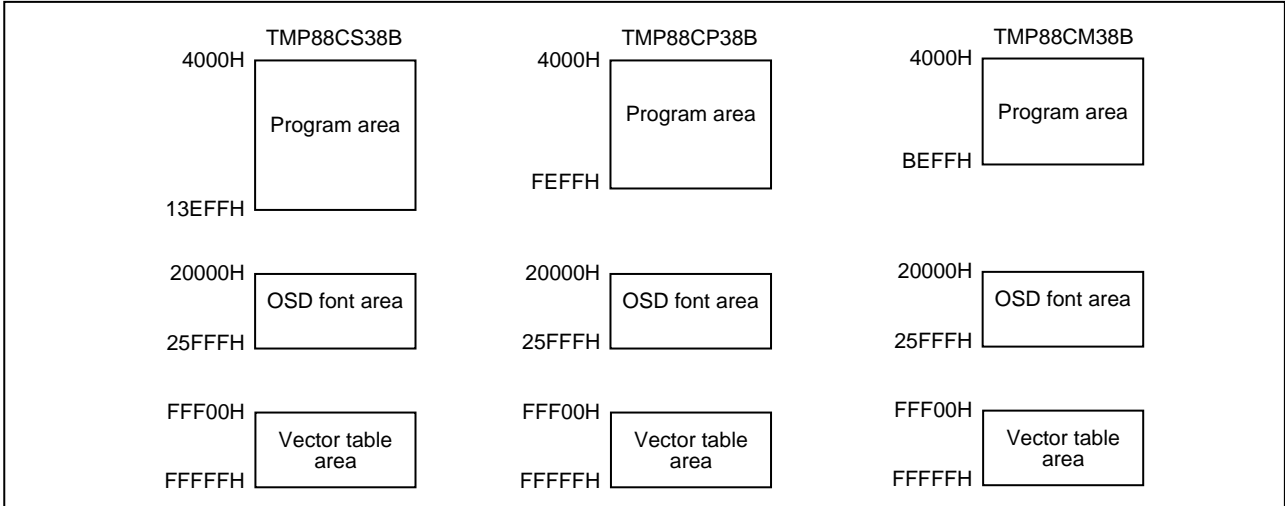 TMP88CS38B
4000H
Program area
13EFFH
20000H
OSD font area
25FFFH
FFF00H
Vector table
area
FFFFFH
TMP88CP38B
4000H
Program area
FEFFH
20000H
OSD font area
25FFFH
FFF00H
Vector table
area
FFFFFH
TMP88CM38B
4000H
Program area
BEFFH
20000H
OSD font area
25FFFH
FFF00H
Vector table
area
FFFFFH